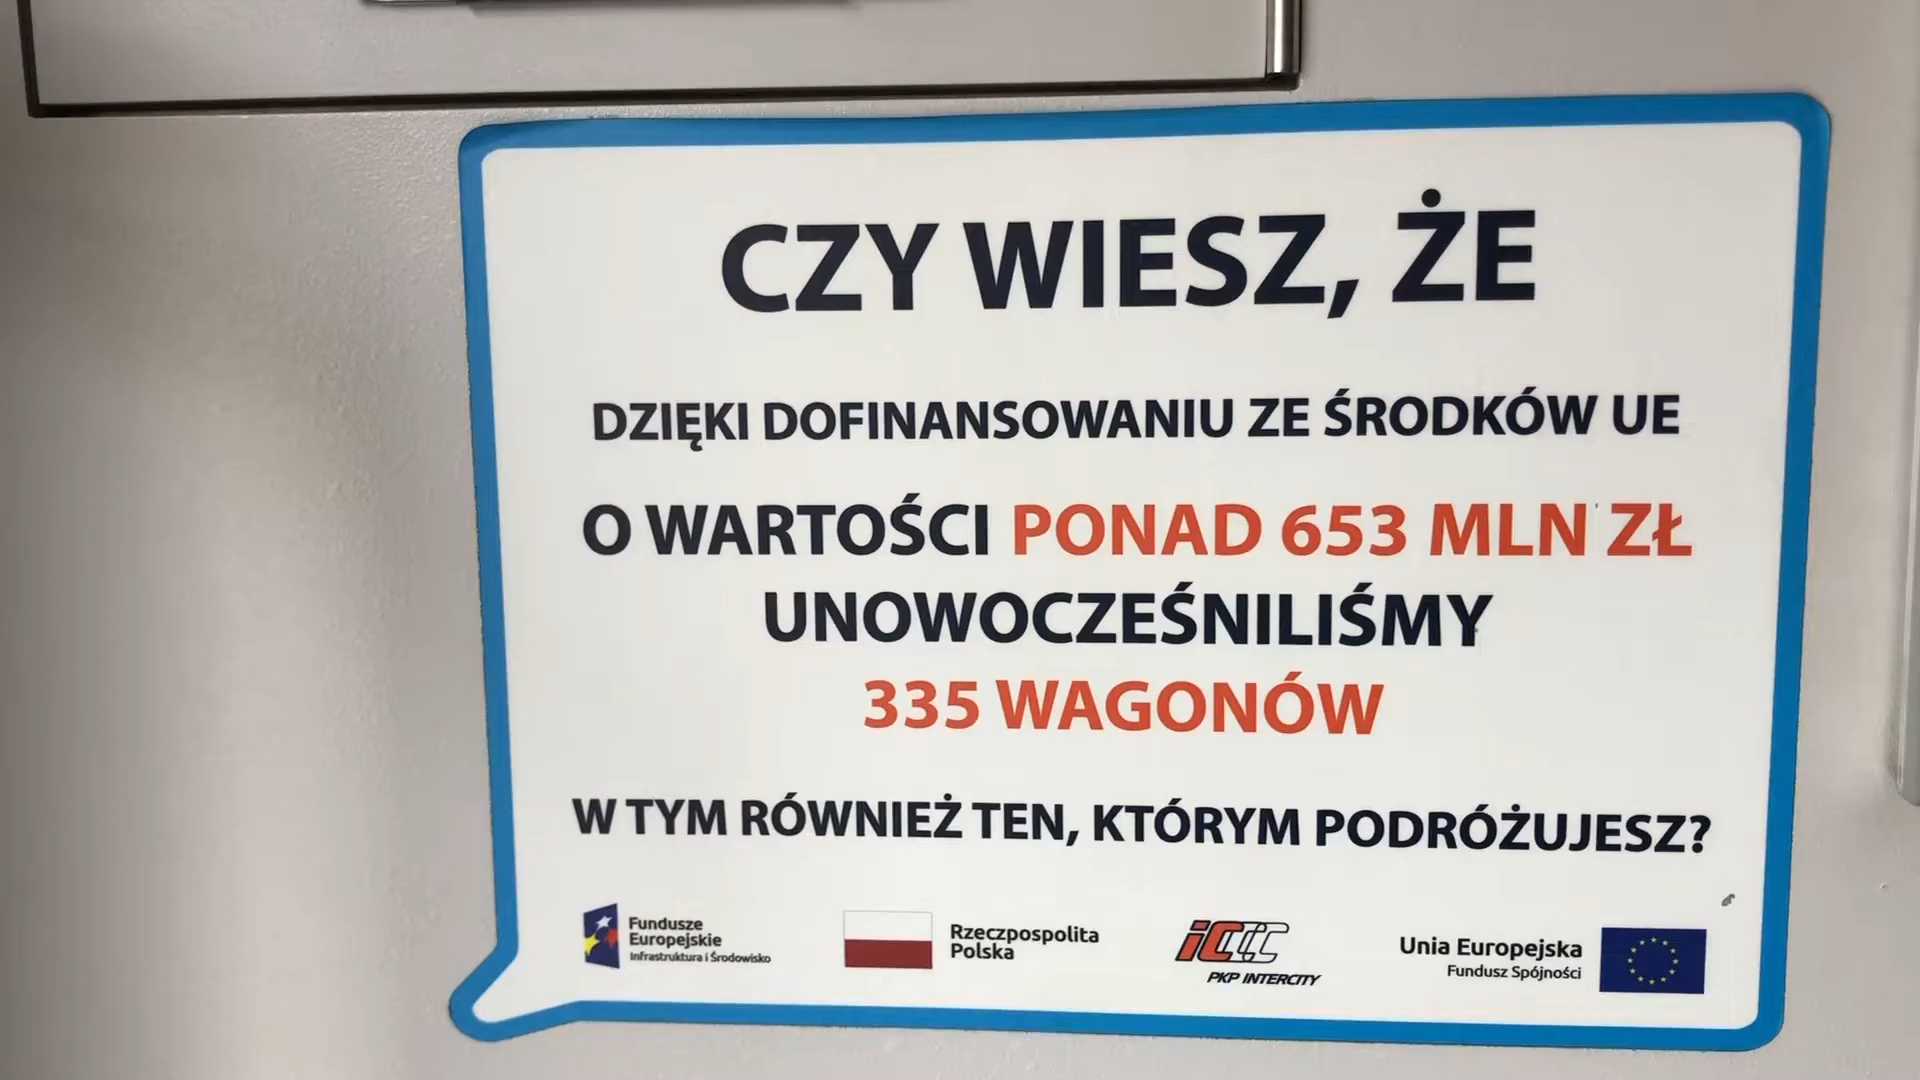 CZY WIESZ, ŻE
DZIĘKI DOFINANSOWANIU ZE ŚRODKÓW UE
O WARTOŚCI PONAD 653 MLN ZŁ
UNOWOCZEŚNILIŚMY
335 WAGONÓW
W TYM RÓWNIEŻ TEN, KTÓRYM PODRÓŻUJESZ?
Fundusze
Europejskie
Infrastruktura i Środowisko
Rzeczpospolita
Polska
IC
PKP INTERCITY
Unia Europejska
Fundusz Spójności